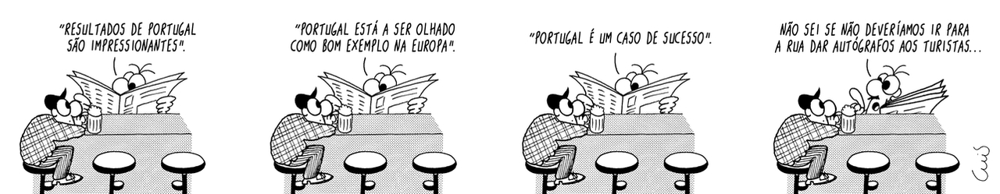 "RESULTADOS DE PORTUGAL
SÃO IMPRESSIONANTES".
"PORTUGAL ESTÁ A SER OLHADO
COMO BOM EXEMPLO NA EUROPA".
"PORTUGAL É UM CASO DE SUCESSO".
NÃO SEI SE NÃO DEVERÍAMOS IR PARA
A RUA DAR AUTÓGRAFOS AOS TURISTAS...
Luís